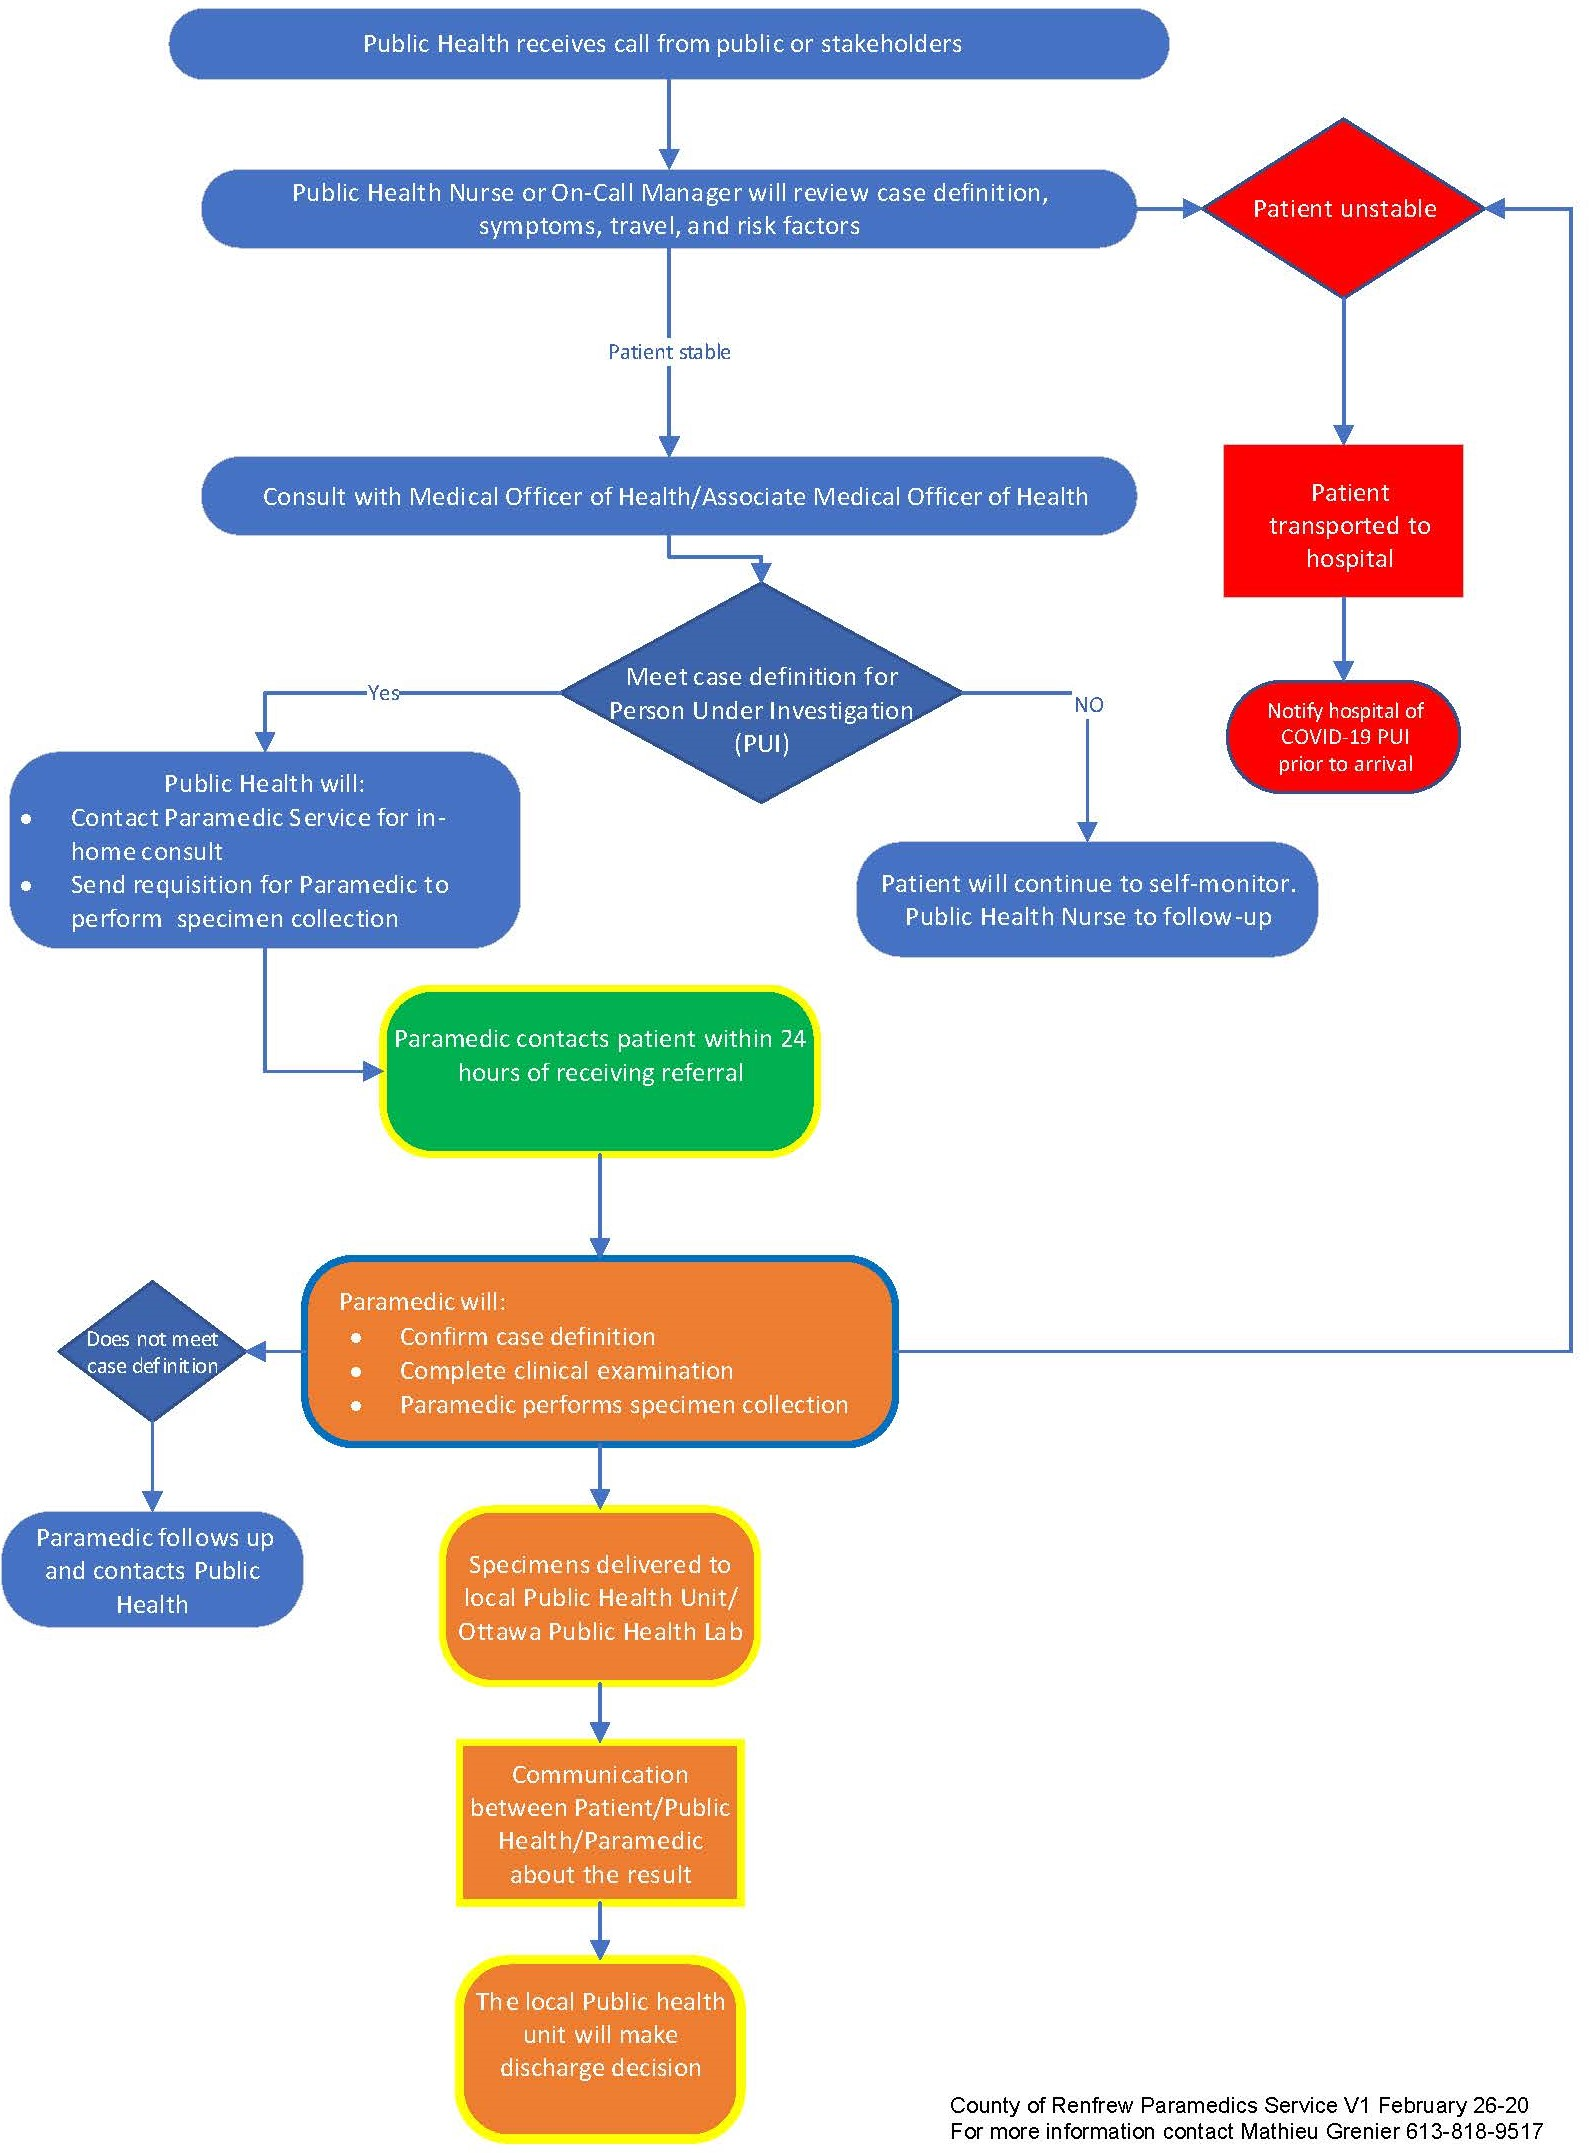 Public Health receives call from public or stakeholders
Public Health Nurse or On-Call Manager will review case definition,
symptoms, travel, and risk factors
Patient unstable
Patient stable
Consult with Medical Officer of Health/Associate Medical Officer of Health
Patient
transported to
hospital
Meet case definition for
Person Under Investigation
(PUI)
Yes
NO
Notify hospital of
COVID-19 PUI
prior to arrival
Public Health will:
• Contact Paramedic Service for in-
home consult
• Send requisition for Paramedic to
perform specimen collection
Patient will continue to self-monitor.
Public Health Nurse to follow-up
Paramedic contacts patient within 24
hours of receiving referral
Paramedic will:
• Confirm case definition
• Complete clinical examination
• Paramedic performs specimen collection
Does not meet
case definition
Paramedic follows up
and contacts Public
Health
Specimens delivered to
local Public Health Unit/
Ottawa Public Health Lab
Communication
between Patient/Public
Health/Paramedic
about the result
The local Public health
unit will make
discharge decision
County of Renfrew Paramedics Service V1 February 26-20
For more information contact Mathieu Grenier 613-818-9517